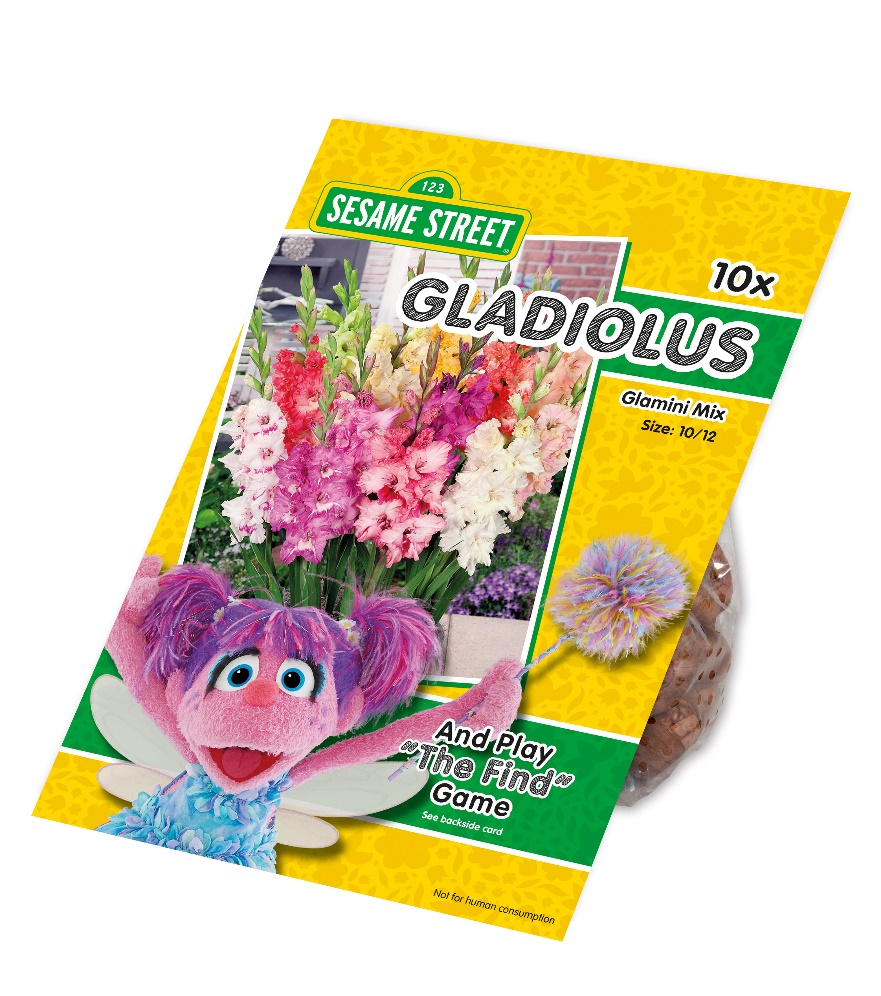 123
SESAME STREET
10x
GLADIOLUS
Glamini Mix
Size: 10/12
And Play
"The Find"
Game
See backside card
Not for human consumption